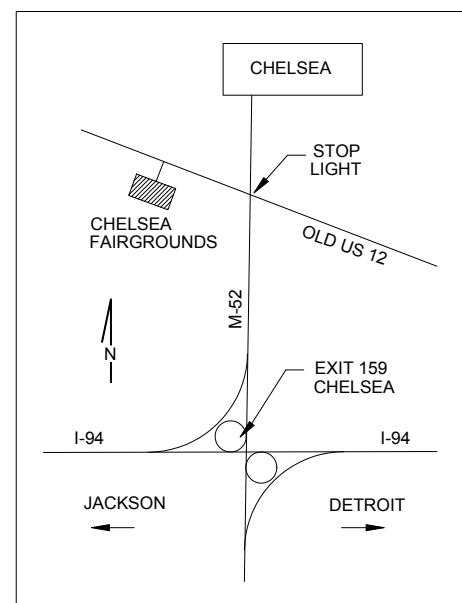 CHELSEA
STOP
LIGHT
CHELSEA
FAIRGROUNDS
OLD US 12
M-52
N
EXIT 159
CHELSEA
I-94
I-94
JACKSON
DETROIT